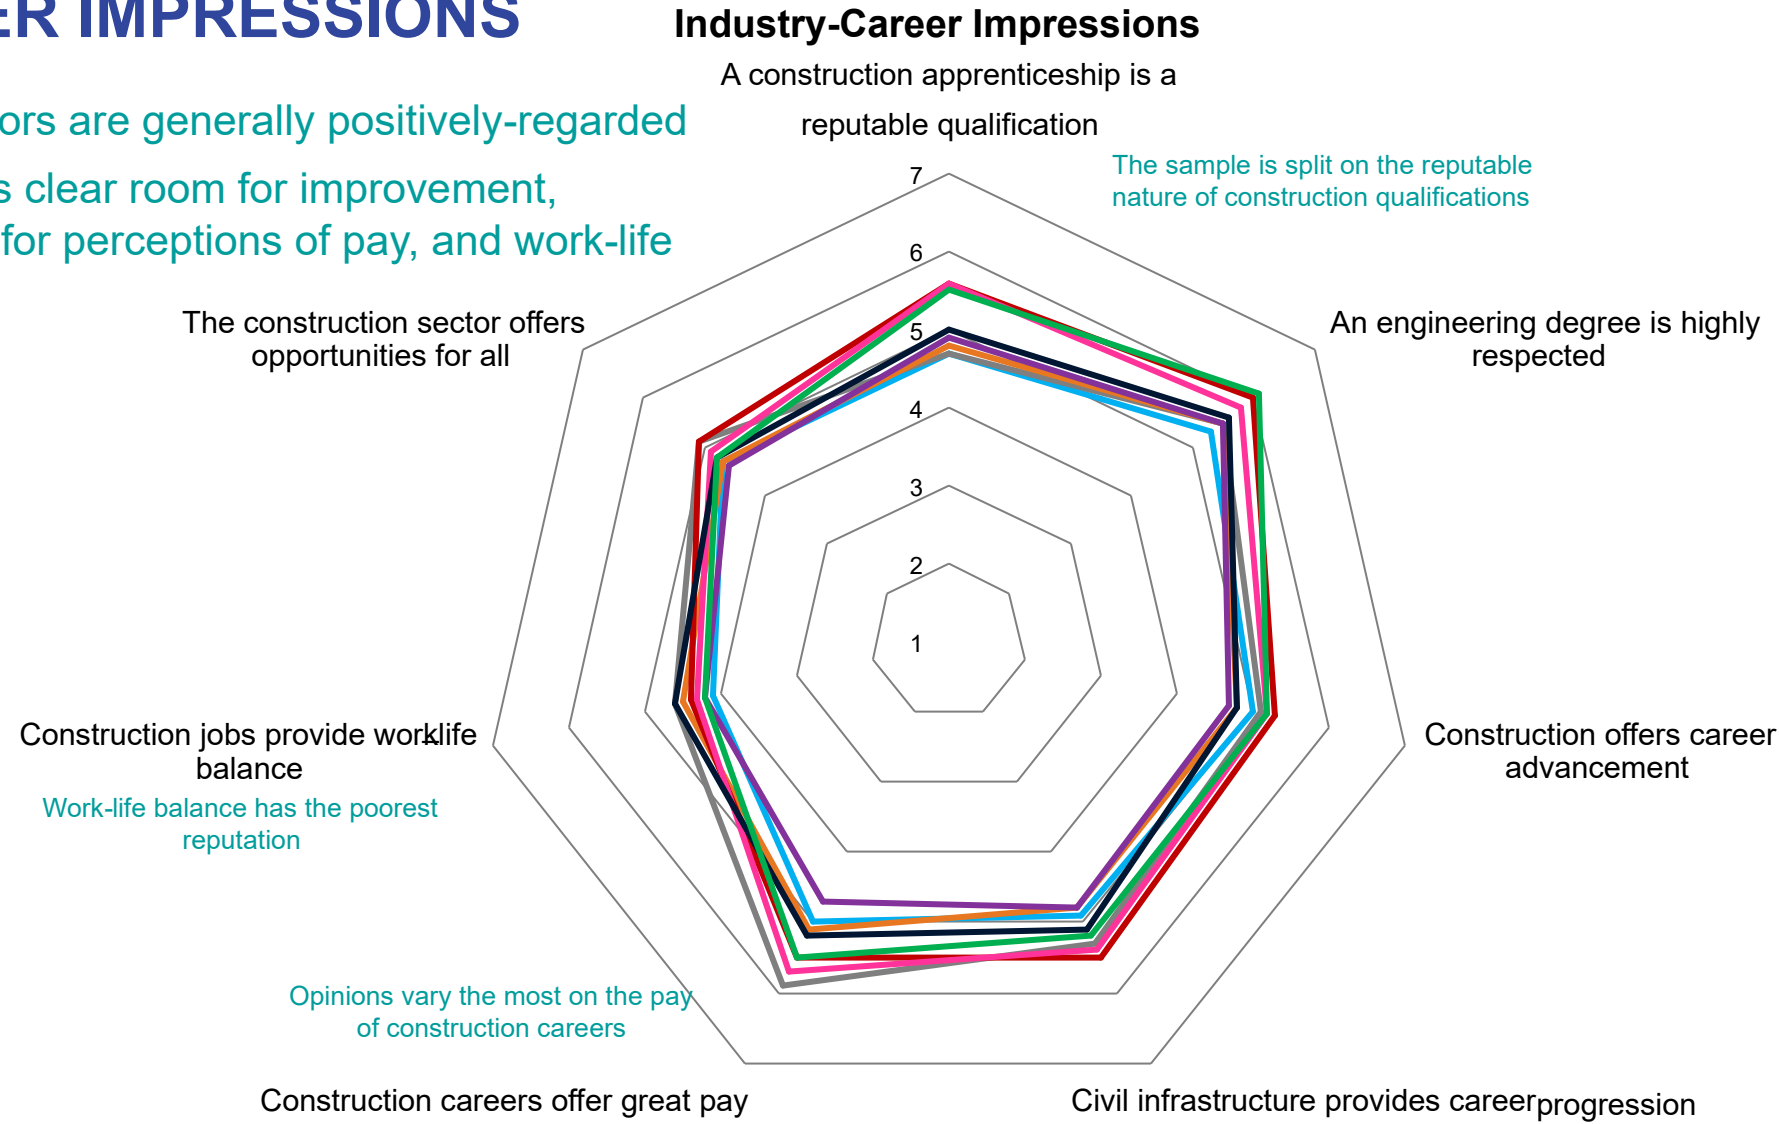 ER IMPRESSIONS
Industry-Career Impressions
ors are generally positively-regarded
s clear room for improvement,
for perceptions of pay, and work-life
A construction apprenticeship is a
reputable qualification
The sample is split on the reputable
nature of construction qualifications
7
6
5
4
3
2
1
The construction sector offers
opportunities for all
An engineering degree is highly
respected
Construction jobs provide work-life
balance
Work-life balance has the poorest
reputation
Construction offers career
advancement
Opinions vary the most on the pay
of construction careers
Construction careers offer great pay
Civil infrastructure provides career progression